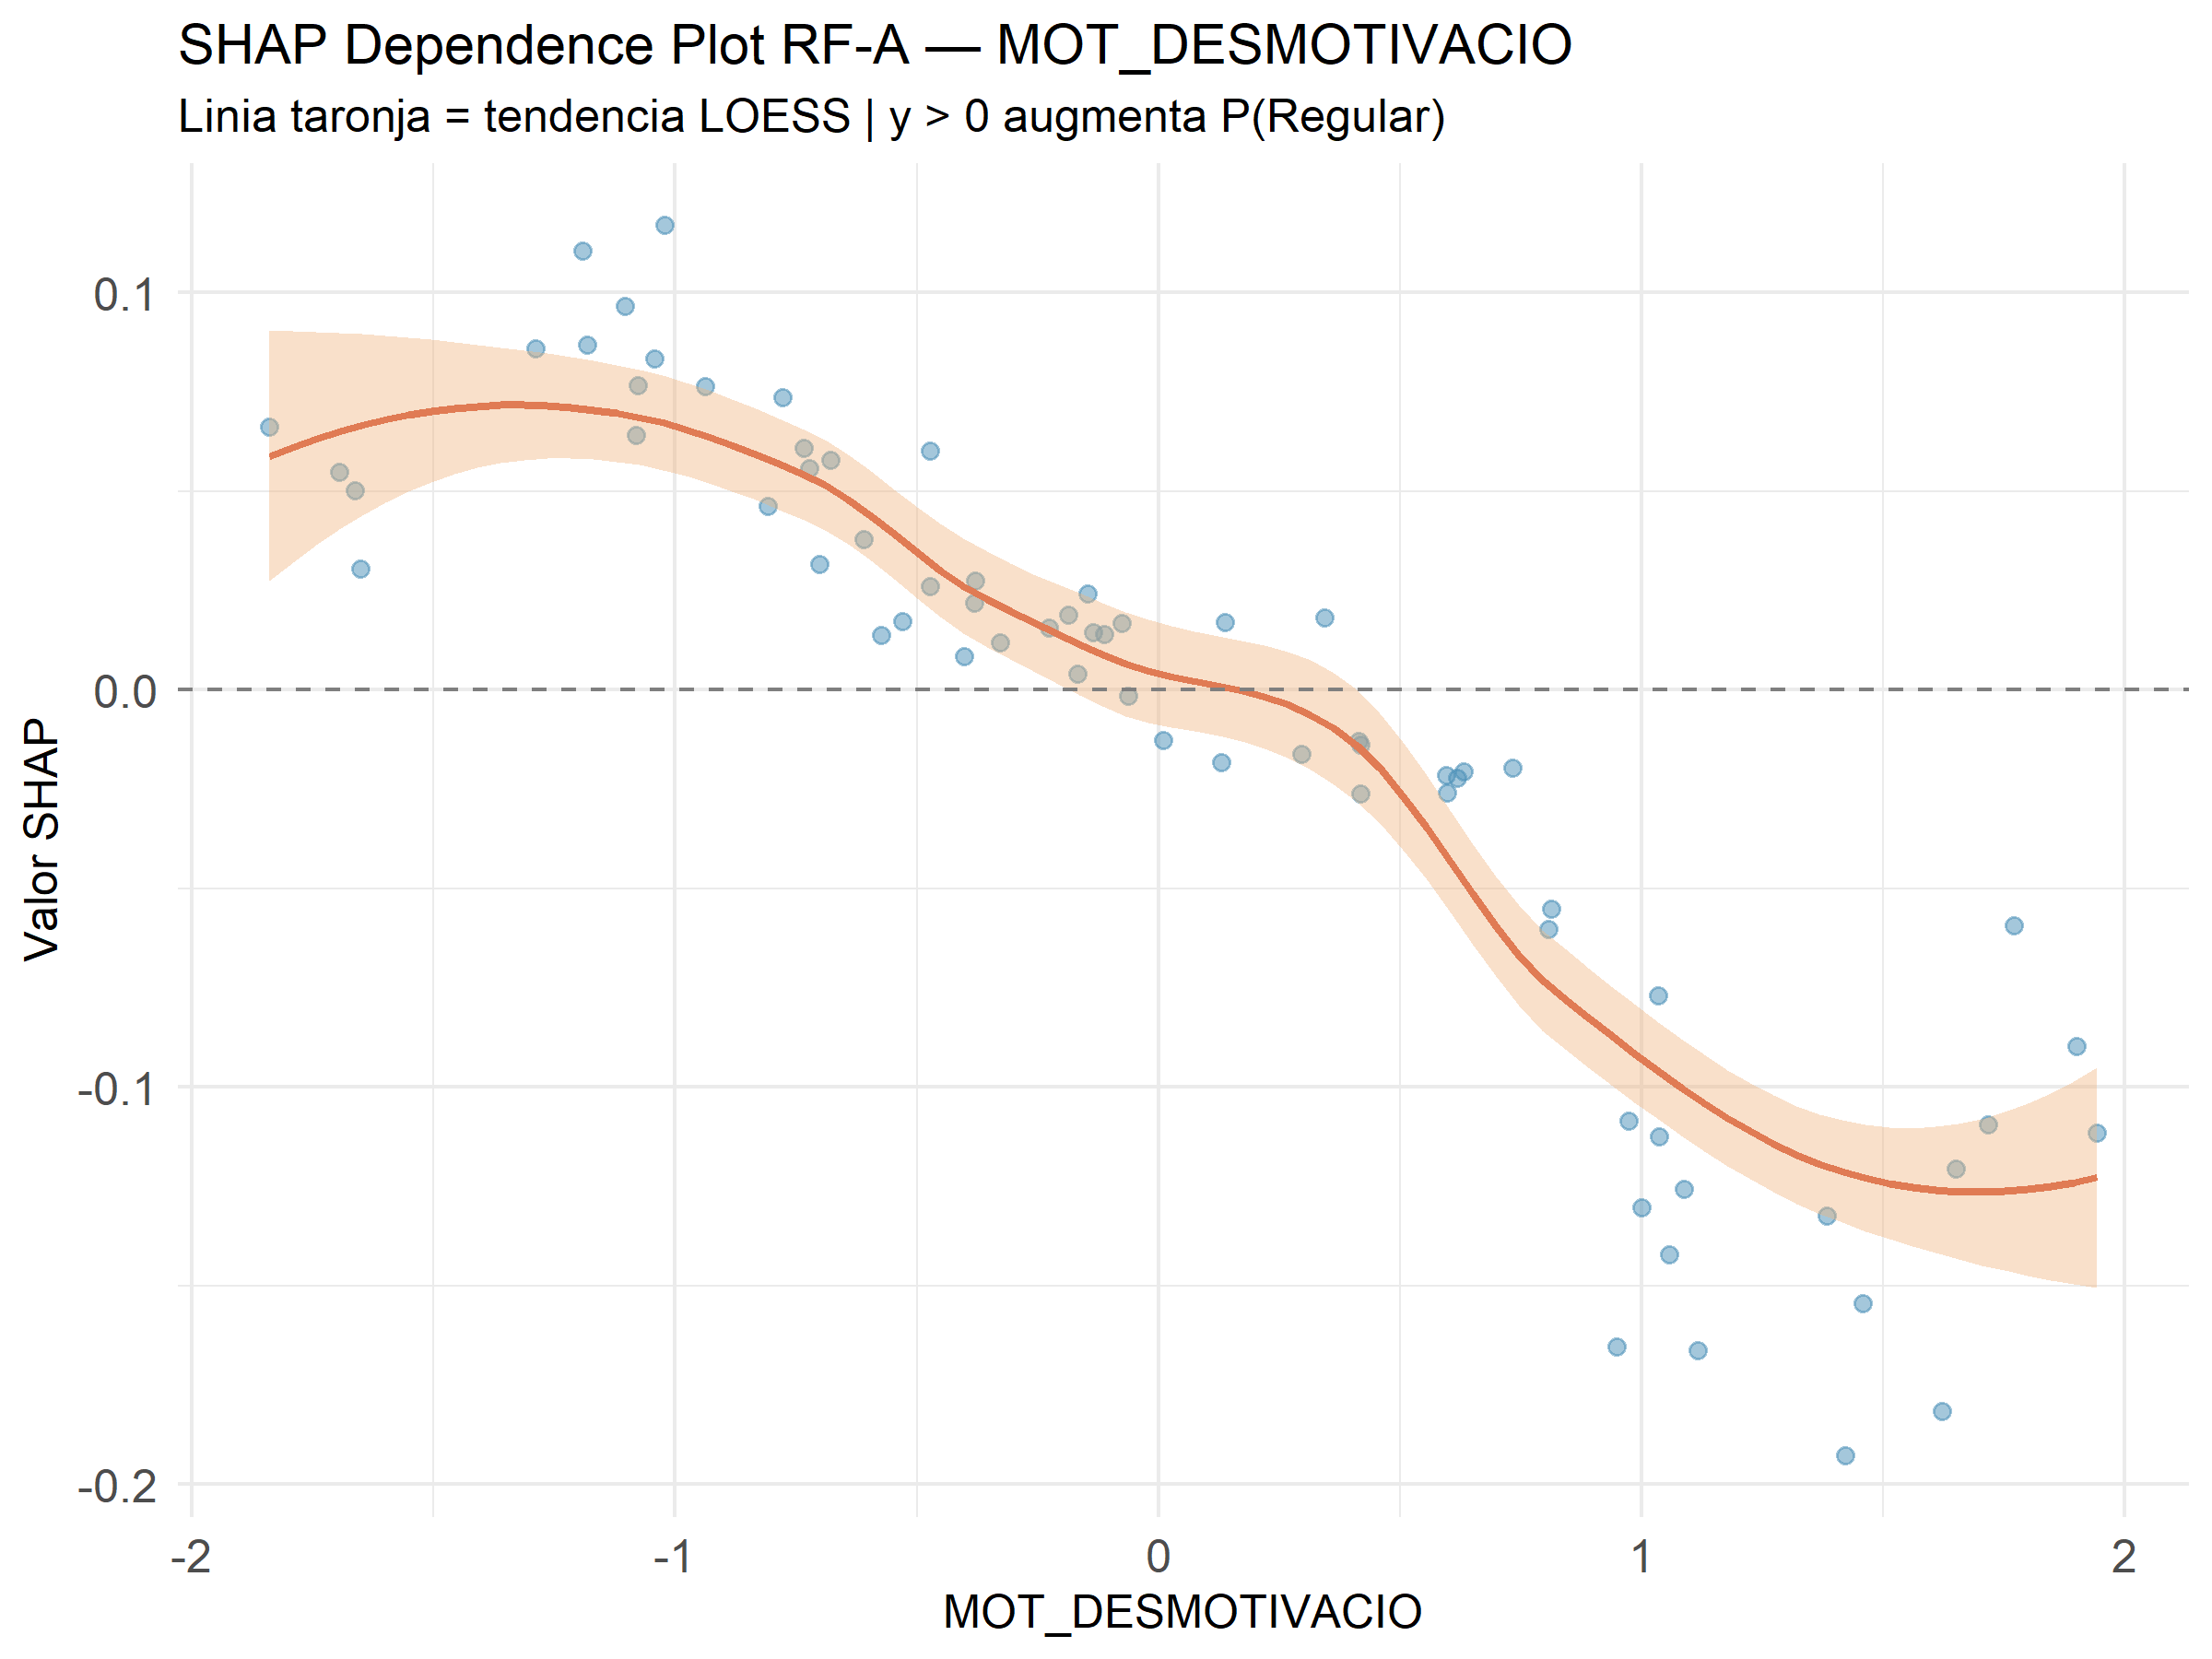 SHAP Dependence Plot RF-A — MOT_DESMOTIVACIO
Linia taronja = tendencia LOESS | y > 0 augmenta P(Regular)
0.1
0.0
-0.1
-0.2
Valor SHAP
-2 -1 0 1 2
MOT_DESMOTIVACIO